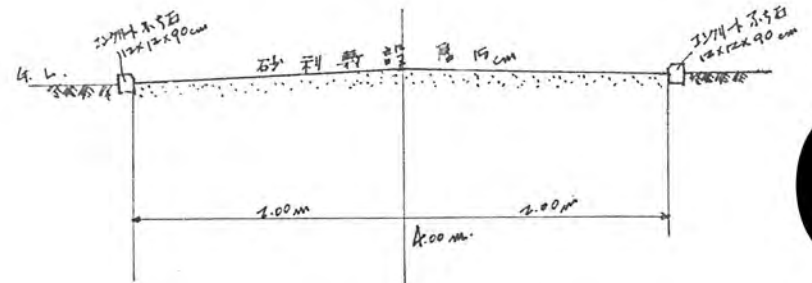 コンクリートふち石
12×12×90cm
コンクリートふち石
12×12×90cm
砂利敷 部 厚15cm
G.L.
2.00m
2.00m
4.00m.